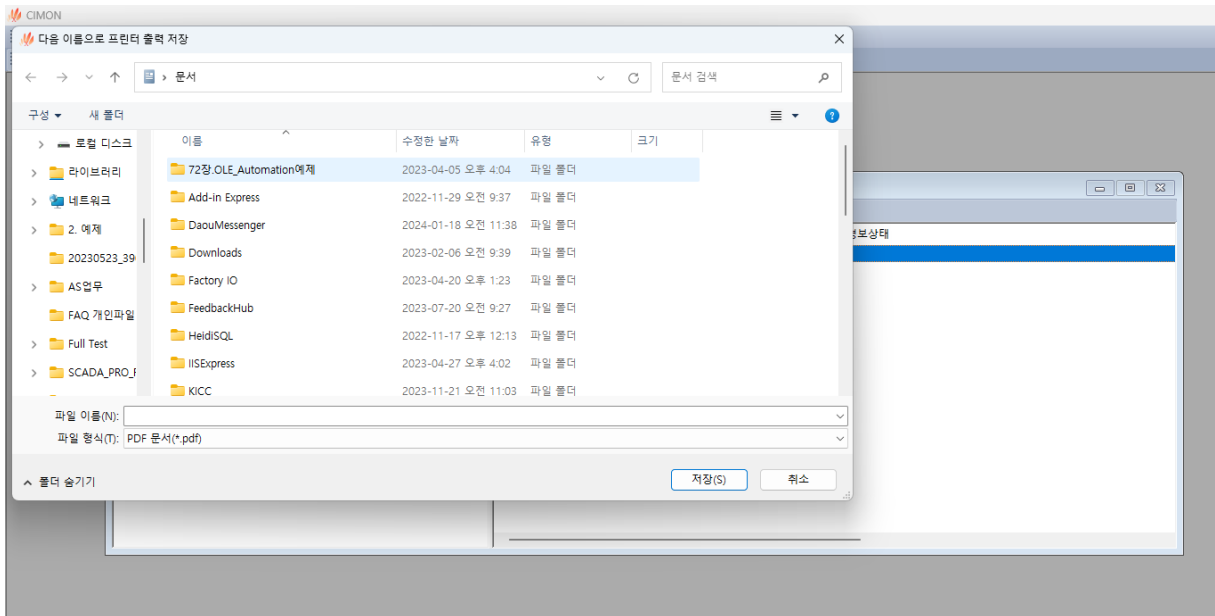 CIMON
다음 이름으로 프린터 출력 저장
문서
문서 검색
구성
새 폴더
이름
수정한 날짜
유형
크기
로컬 디스크
라이브러리
네트워크
2. 예제
20230523_39
AS업무
FAQ 개인파일
Full Test
SCADA_PRO_F
72장.OLE_Automation예제 2023-04-05 오후 4:04 파일 폴더
Add-in Express 2022-11-29 오전 9:37 파일 폴더
DaouMessenger 2024-01-18 오전 11:38 파일 폴더
Downloads 2023-02-06 오전 9:39 파일 폴더
Factory IO 2023-04-20 오후 1:23 파일 폴더
FeedbackHub 2023-07-20 오전 9:27 파일 폴더
HeidiSQL 2022-11-17 오후 12:13 파일 폴더
IISExpress 2023-04-27 오후 4:02 파일 폴더
KICC 2023-11-21 오전 11:03 파일 폴더
경보상태
파일 이름(N):
파일 형식(T): PDF 문서(*.pdf)
폴더 숨기기
저장(S)
취소